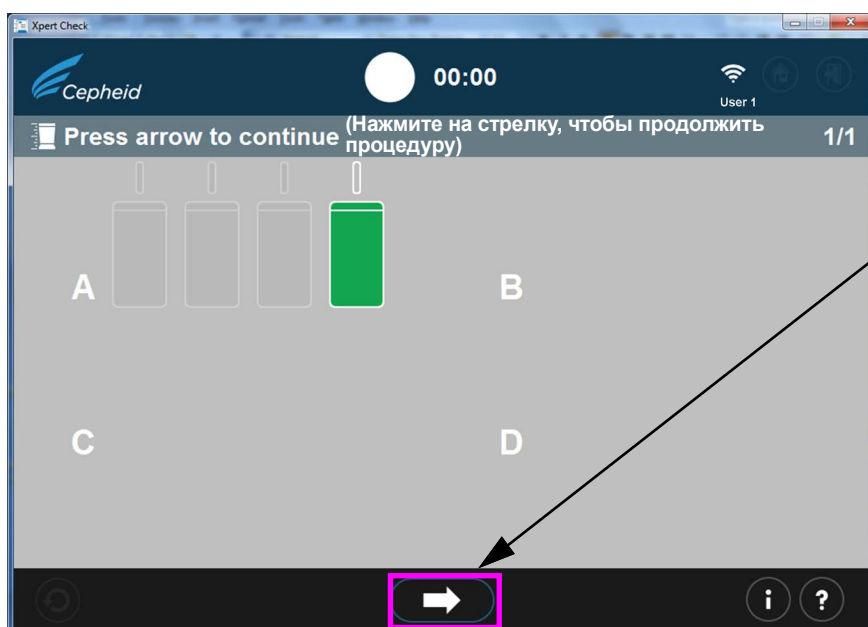 Xpert Check
Cepheid
00:00
User 1
Press arrow to continue (Нажмите на стрелку, чтобы продолжить
процедуру)
1/1
A
B
C
D
i
?